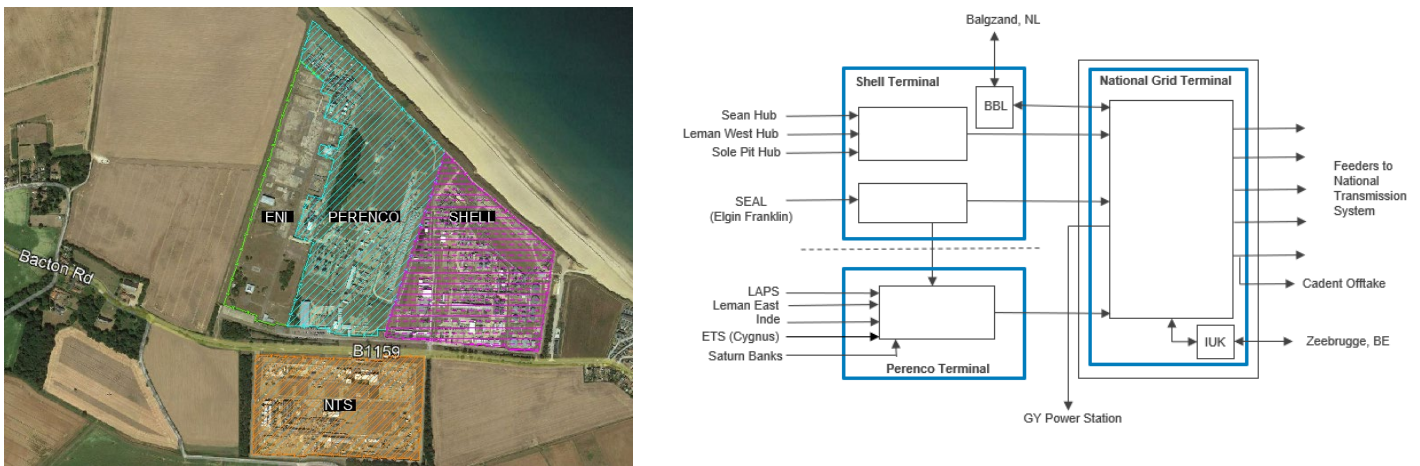 ENI
PERENCO
SHELL
Bacton Rd
B1159
NTS
Balgzand, NL
Shell Terminal
National Grid Terminal
BBL
Sean Hub
Leman West Hub
Sole Pit Hub
SEAL
(Elgin Franklin)
Feeders to
National
Transmission
System
LAPS
Leman East
Inde
ETS (Cygnus)
Saturn Banks
Perenco Terminal
Cadent Offtake
IUK
Zeebrugge, BE
GY Power Station